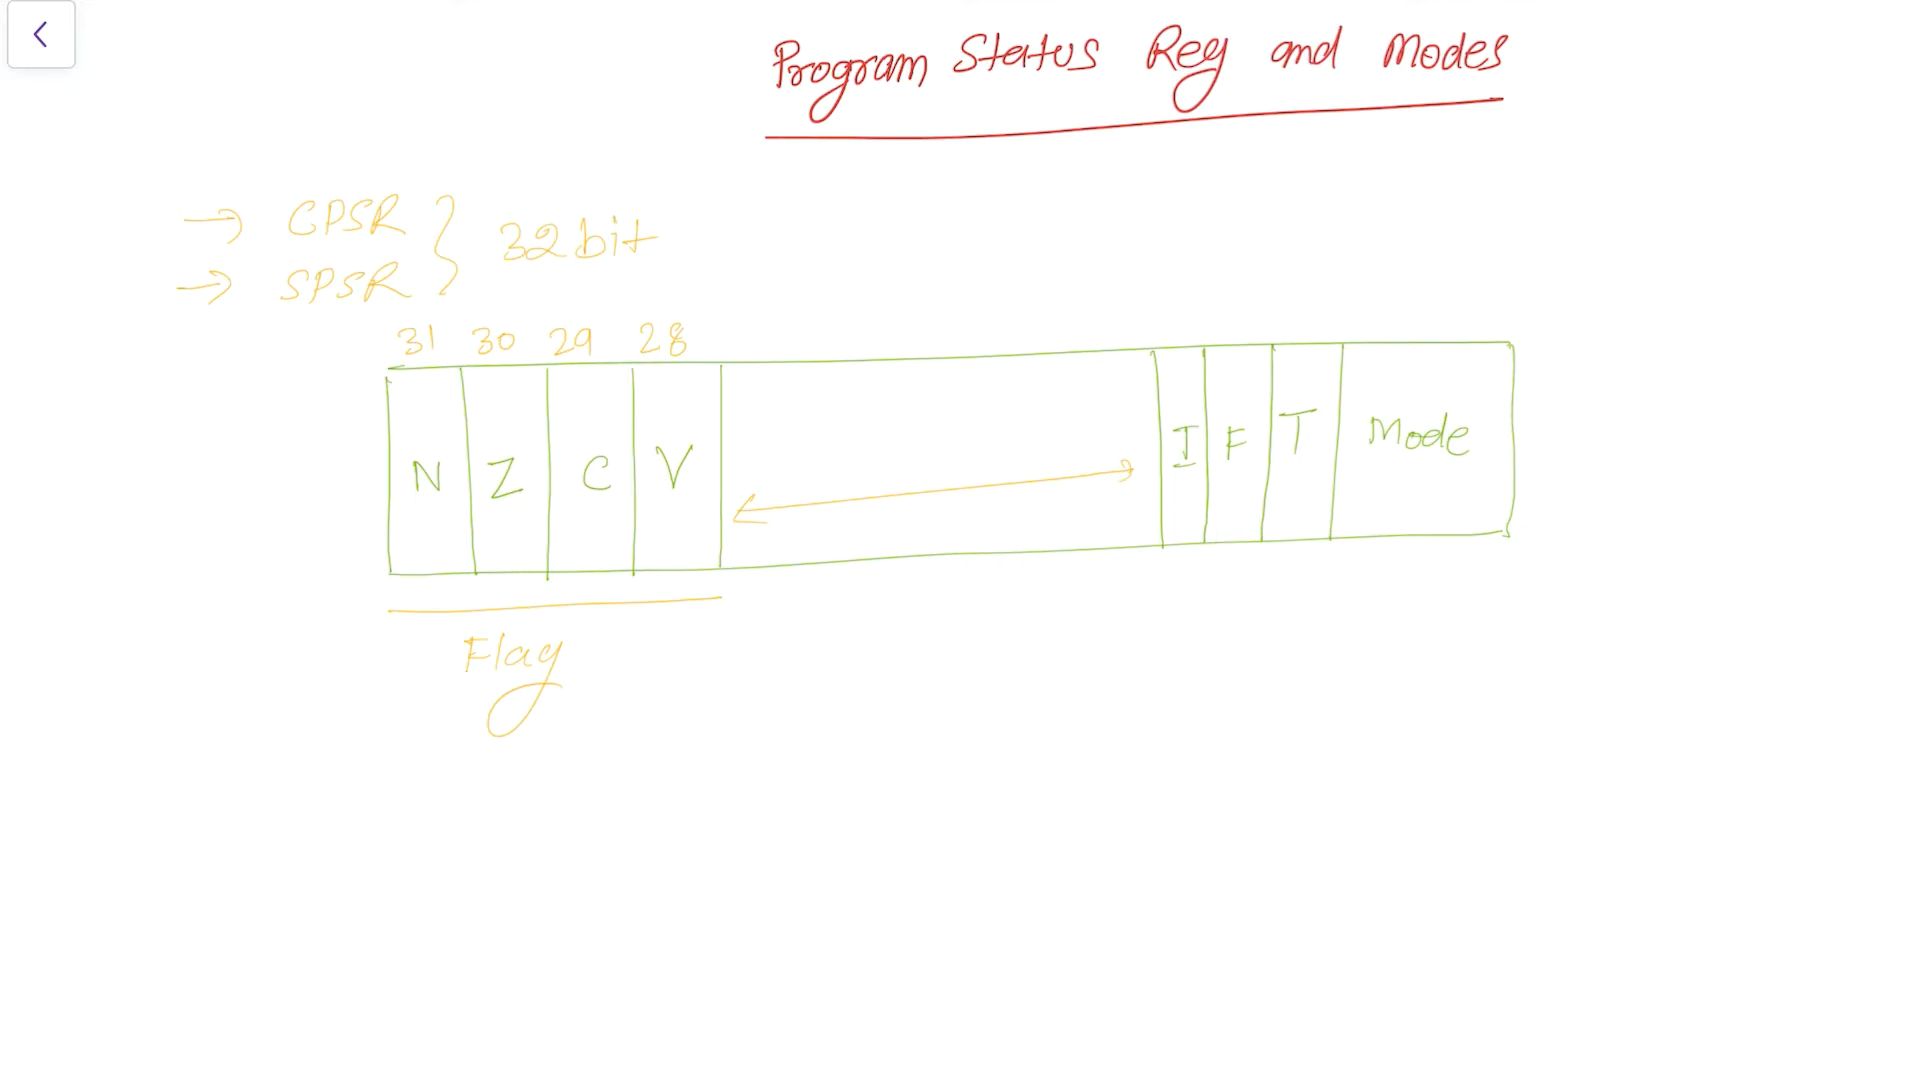 Program Status Reg and Modes
→ CPSR } 32 bit
→ SPSR
31 30 29 28
N Z C V I F T Mode
Flag